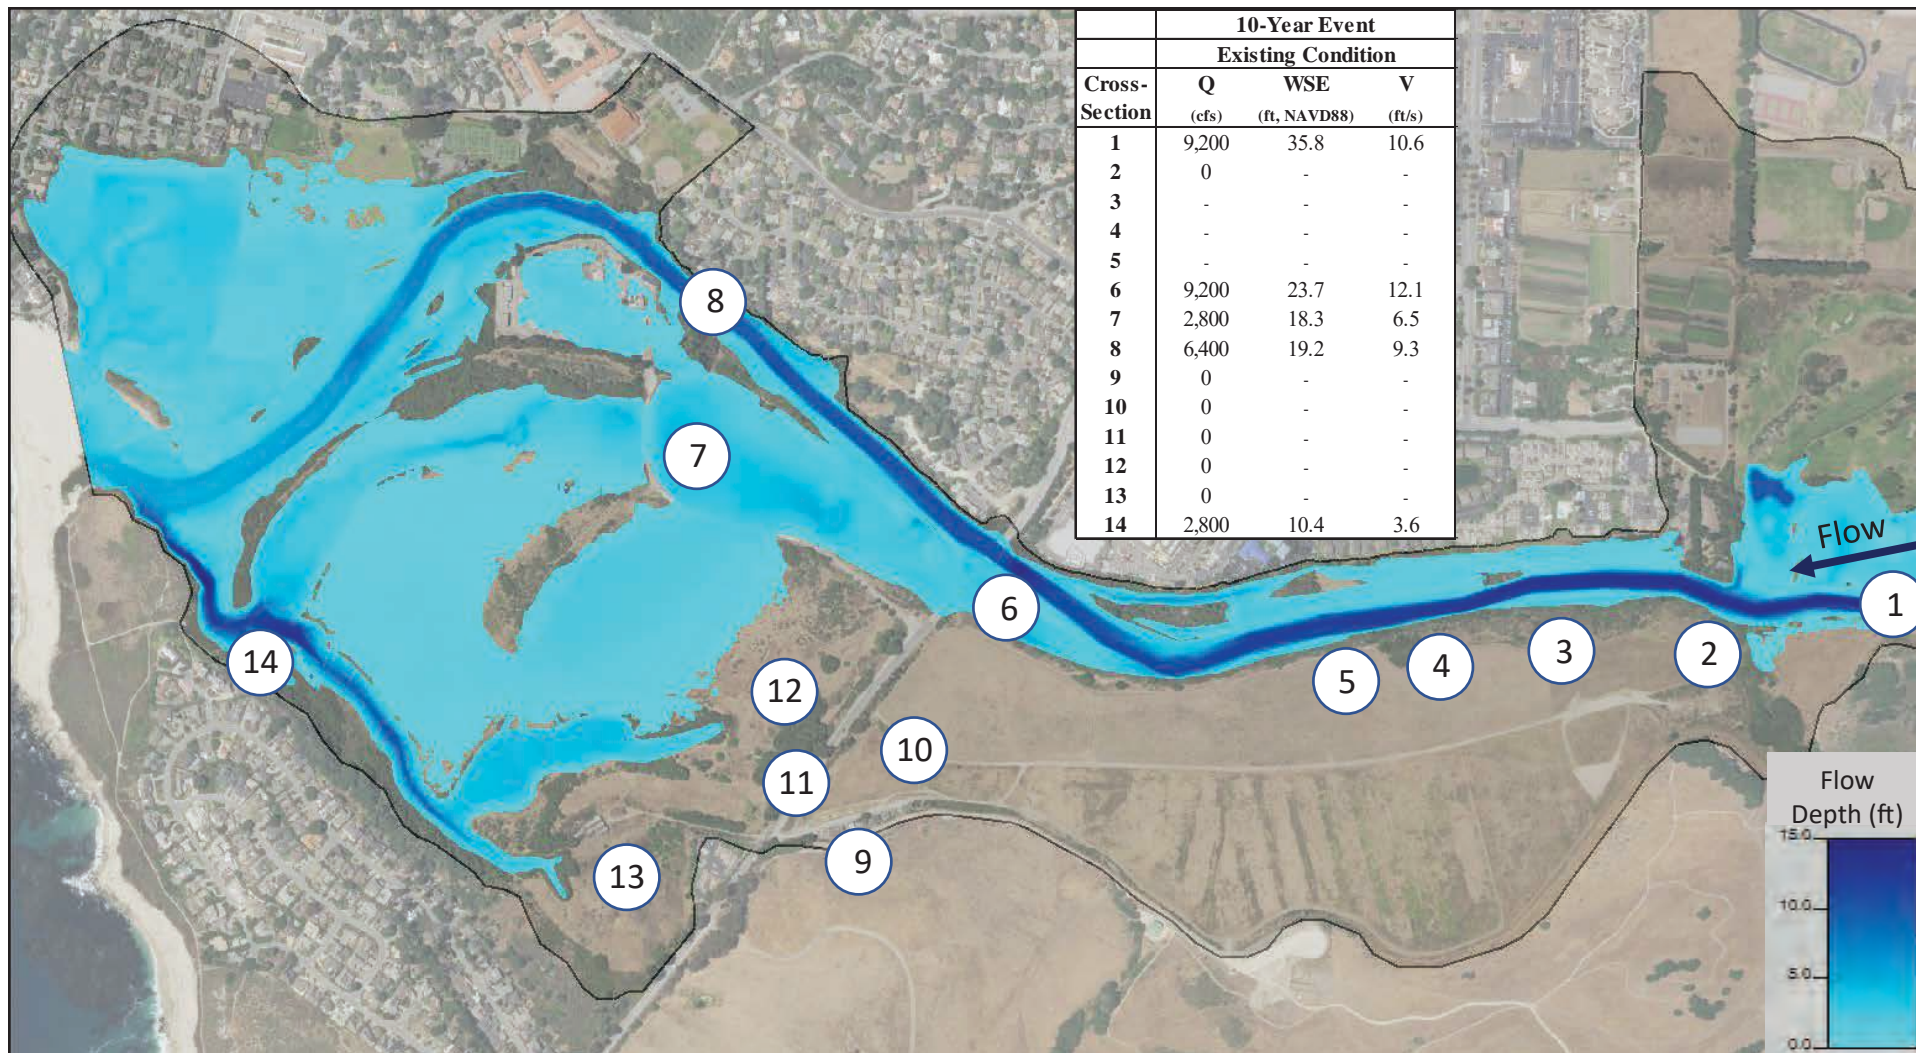 10-Year Event
Existing Condition
Cross-Section Q (cfs) WSE (ft, NAVD88) V (ft/s)
1 9,200 35.8 10.6
2 0 - -
3 - - -
4 - - -
5 - - -
6 9,200 23.7 12.1
7 2,800 18.3 6.5
8 6,400 19.2 9.3
9 0 - -
10 0 - -
11 0 - -
12 0 - -
13 0 - -
14 2,800 10.4 3.6
8
7
Flow
6
1
14
12
5
4
3
2
10
11
13
9
Flow
Depth (ft)
15.0
10.0
5.0
0.0